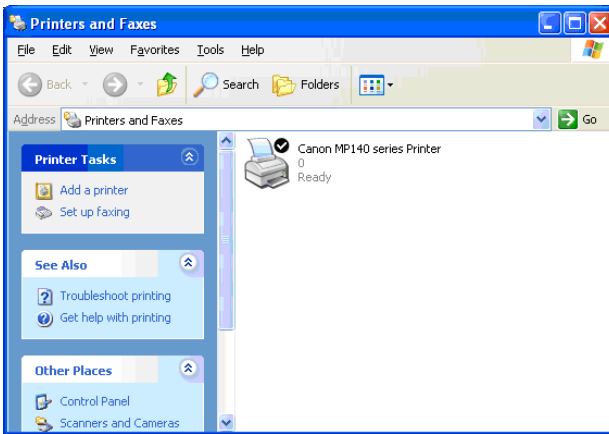 Printers and Faxes
File Edit View Favorites Tools Help
Back Search Folders
Address Printers and Faxes Go
Printer Tasks
Add a printer
Set up faxing
See Also
Troubleshoot printing
Get help with printing
Other Places
Control Panel
Scanners and Cameras
Canon MP140 series Printer
0
Ready